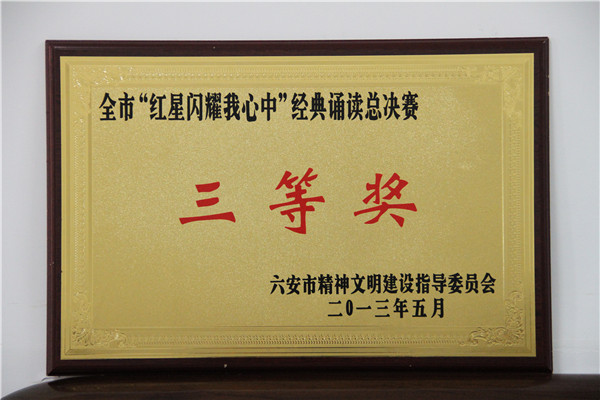 全市“红星闪耀我心中”经典诵读总决赛
三等奖
六安市精神文明建设指导委员会
二〇一三年五月